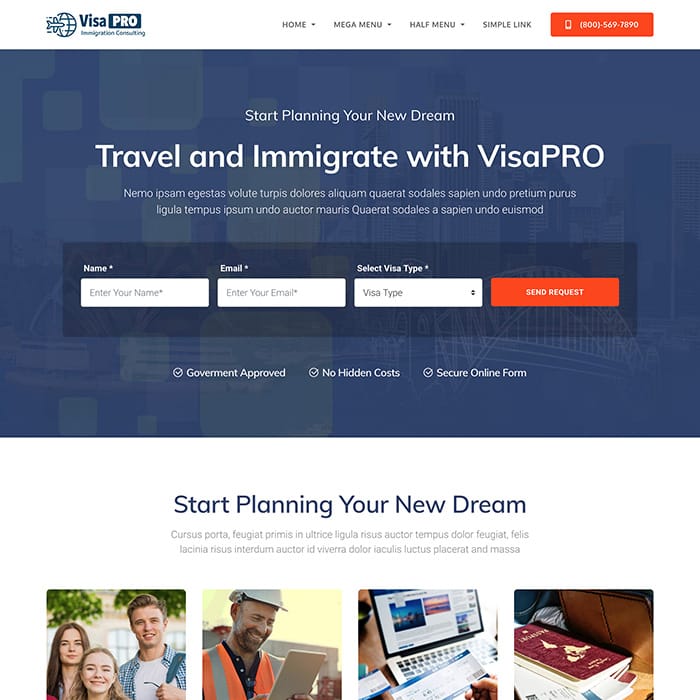 Visa PRO
Immigration Consulting
HOME
MEGA MENU
HALF MENU
SIMPLE LINK
(800)-569-7890
Start Planning Your New Dream
Travel and Immigrate with VisaPRO
Nemo ipsam egestas volute turpis dolores aliquam quaerat sodales sapien undo pretium purus
ligula tempus ipsum undo auctor mauris Quaerat sodales a sapien undo euismod
Name *
Email *
Select Visa Type *
Enter Your Name*
Enter Your Email*
Visa Type
SEND REQUEST
Goverment Approved
No Hidden Costs
Secure Online Form
Start Planning Your New Dream
Cursus porta, feugiat primis in ultrice ligula risus auctor tempus dolor feugiat, felis
lacinia risus interdum auctor id viverra dolor iaculis luctus placerat and massa